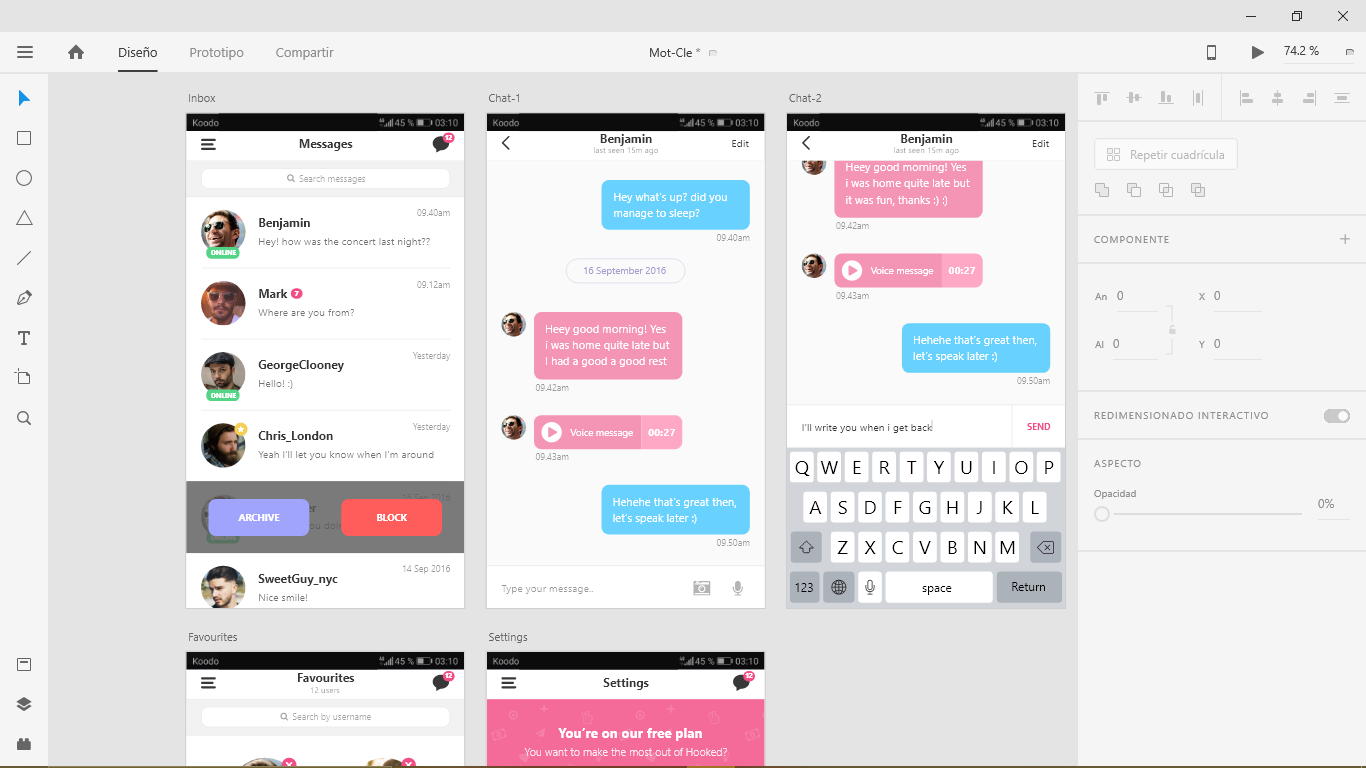 Diseño
Prototipo
Compartir
Mot-Cle *
74.2 %
Inbox
Koodo
45 %
03:10
Messages
12
Search messages
Benjamin
09.40am
Hey! how was the concert last night??
ONLINE
Mark
7
09.12am
Where are you from?
GeorgeClooney
Yesterday
Hello! :)
ONLINE
Chris_London
Yesterday
Yeah I'll let you know when I'm around
ARCHIVE
BLOCK
SweetGuy_nyc
14 Sep 2016
Nice smile!
Chat-1
Koodo
45 %
03:10
Benjamin
last seen 15m ago
Edit
Hey what's up? did you
manage to sleep?
09.40am
16 September 2016
Heey good morning! Yes
i was home quite late but
I had a good a good rest
09.42am
Voice message
00:27
09.43am
Hehehe that's great then,
let's speak later :)
09.50am
Type your message..
Chat-2
Koodo
45 %
03:10
Benjamin
last seen 15m ago
Edit
Heey good morning! Yes
i was home quite late but
it was fun, thanks :) :)
09.42am
Voice message
00:27
09.43am
Hehehe that's great then,
let's speak later :)
09.50am
I'll write you when i get back
SEND
Q W E R T Y U I O P
A S D F G H J K L
Z X C V B N M
123
space
Return
Favourites
Koodo
45 %
03:10
Favourites
12 users
12
Search by username
Settings
Koodo
45 %
03:10
Settings
12
You're on our free plan
You want to make the most out of Hooked?
Repetir cuadrícula
COMPONENTE
An 0
X 0
Al 0
Y 0
REDIMENSIONADO INTERACTIVO
ASPECTO
Opacidad
0%